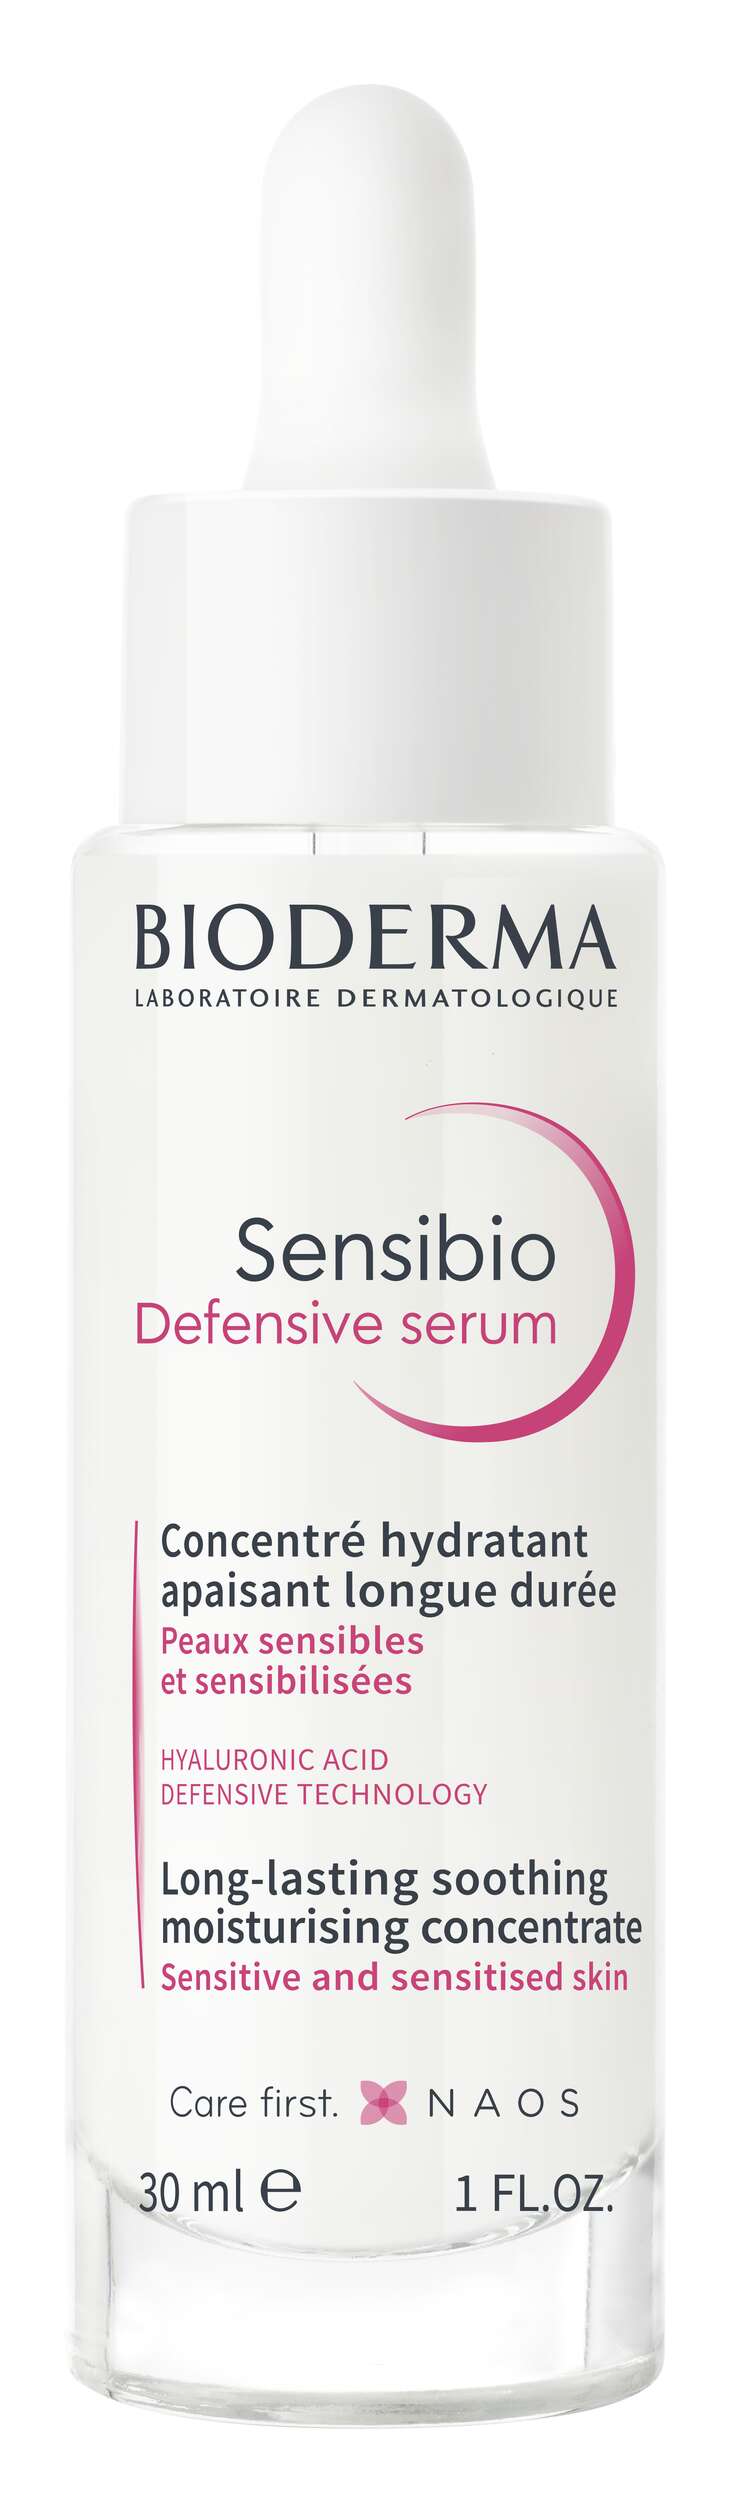 BIODERMA
LABORATOIRE DERMATOLOGIQUE
Sensibio
Defensive serum
Concentré hydratant
apaisant longue durée
Peaux sensibles
et sensibilisées
HYALURONIC ACID
DEFENSIVE TECHNOLOGY
Long-lasting soothing
moisturising concentrate
Sensitive and sensitised skin
Care first. NAOS
30 ml ℮ 1 FL.OZ.